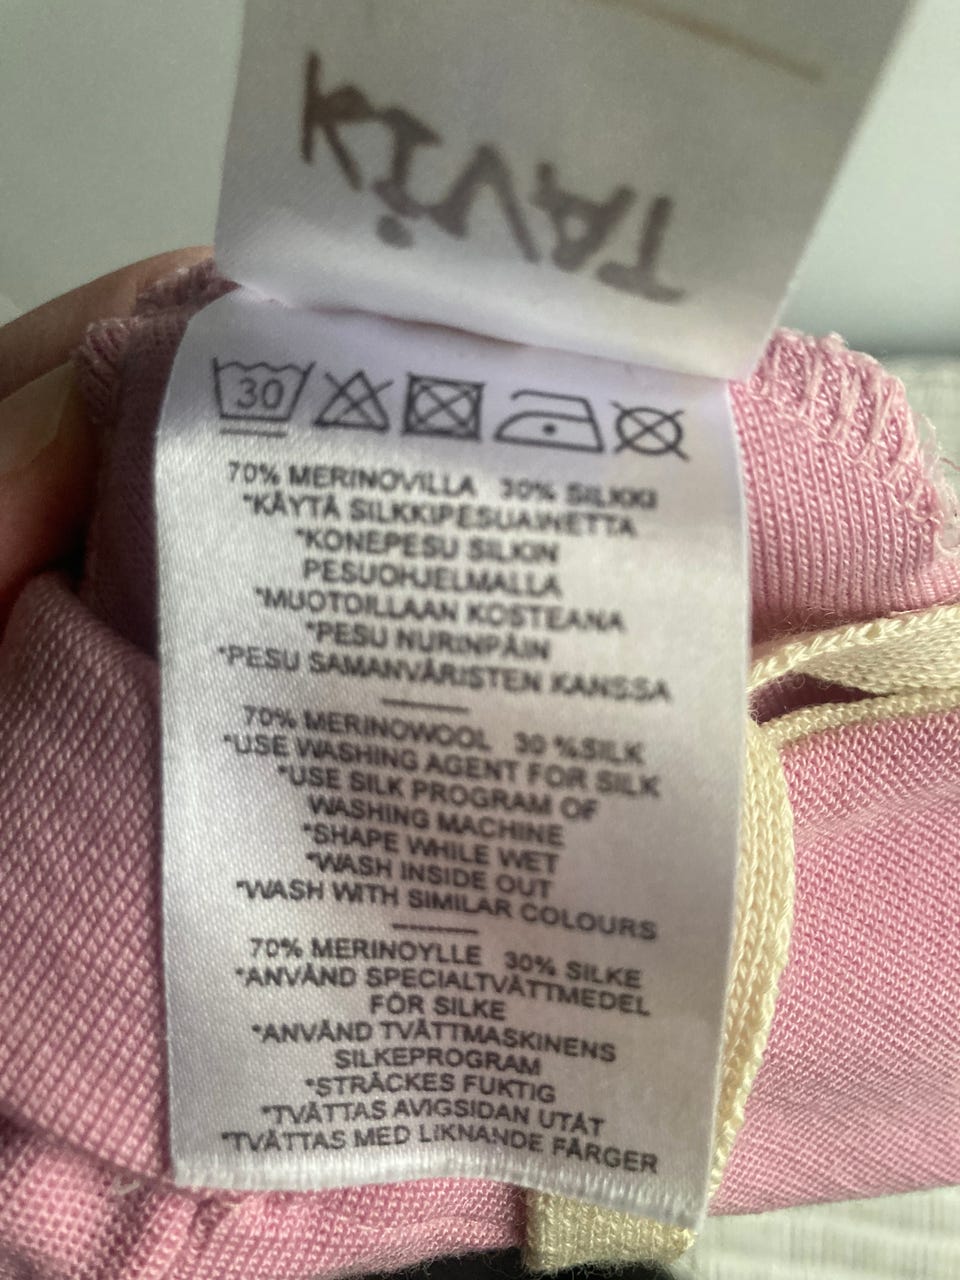 TAVIK
30
70% MERINOVILLA 30% SILKKI
*KÄYTÄ SILKKIPESUAINETTA
*KONEPESU SILKIN
PESUOHJELMALLA
*MUOTOILLAAN KOSTEANA
*PESU NURINPÄIN
*PESU SAMANVÄRISTEN KANSSA
70% MERINOWOOL 30 %SILK
*USE WASHING AGENT FOR SILK
*USE SILK PROGRAM OF
WASHING MACHINE
*SHAPE WHILE WET
*WASH INSIDE OUT
*WASH WITH SIMILAR COLOURS
70% MERINOYLLE 30% SILKE
*ANVÄND SPECIALTVÄTTMEDEL
FÖR SILKE
*ANVÄND TVÄTTMASKINENS
SILKEPROGRAM
*STRÄCKES FUKTIG
*TVÄTTAS AVIGSIDAN UTÅT
*TVÄTTAS MED LIKNANDE FÄRGER